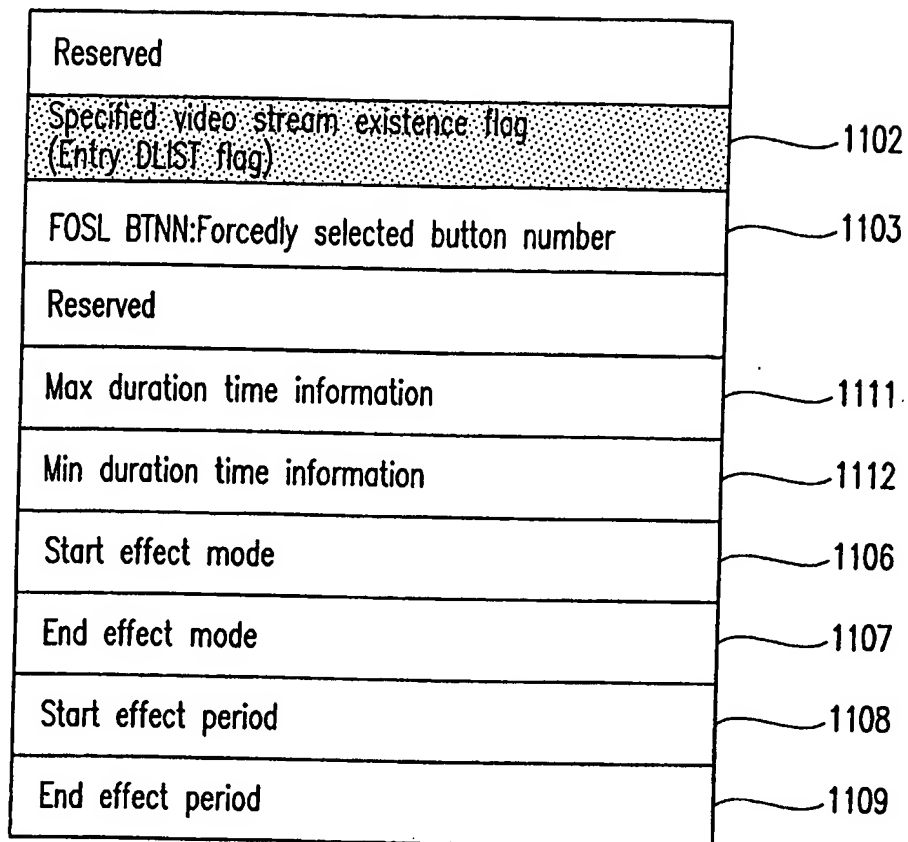 Reserved
Specified video stream existence flag
(Entry DLIST flag)
1102
FOSL BTNN:Forcedly selected button number
1103
Reserved
Max duration time information
1111
Min duration time information
1112
Start effect mode
1106
End effect mode
1107
Start effect period
1108
End effect period
1109